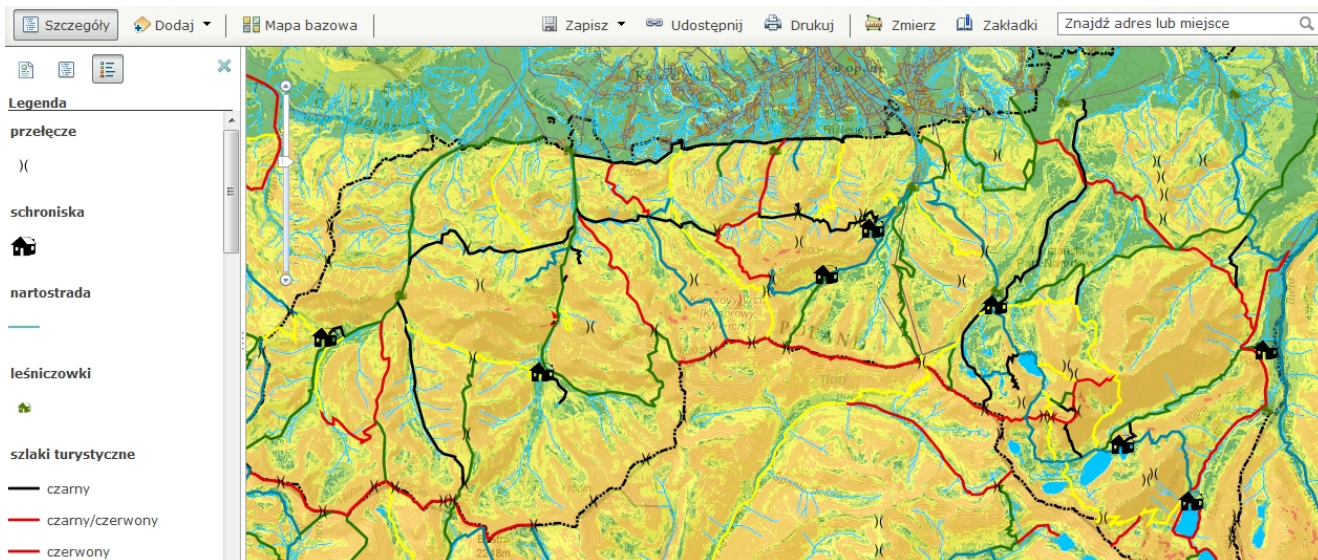 Szczegóły Dodaj Mapa bazowa Zapisz Udostępnij Drukuj Zmierz Zakładki Znajdź adres lub miejsce
Legenda
przełęcze
schroniska
nartostrada
leśniczowki
szlaki turystyczne
czarny
czarny/czerwony
czerwony